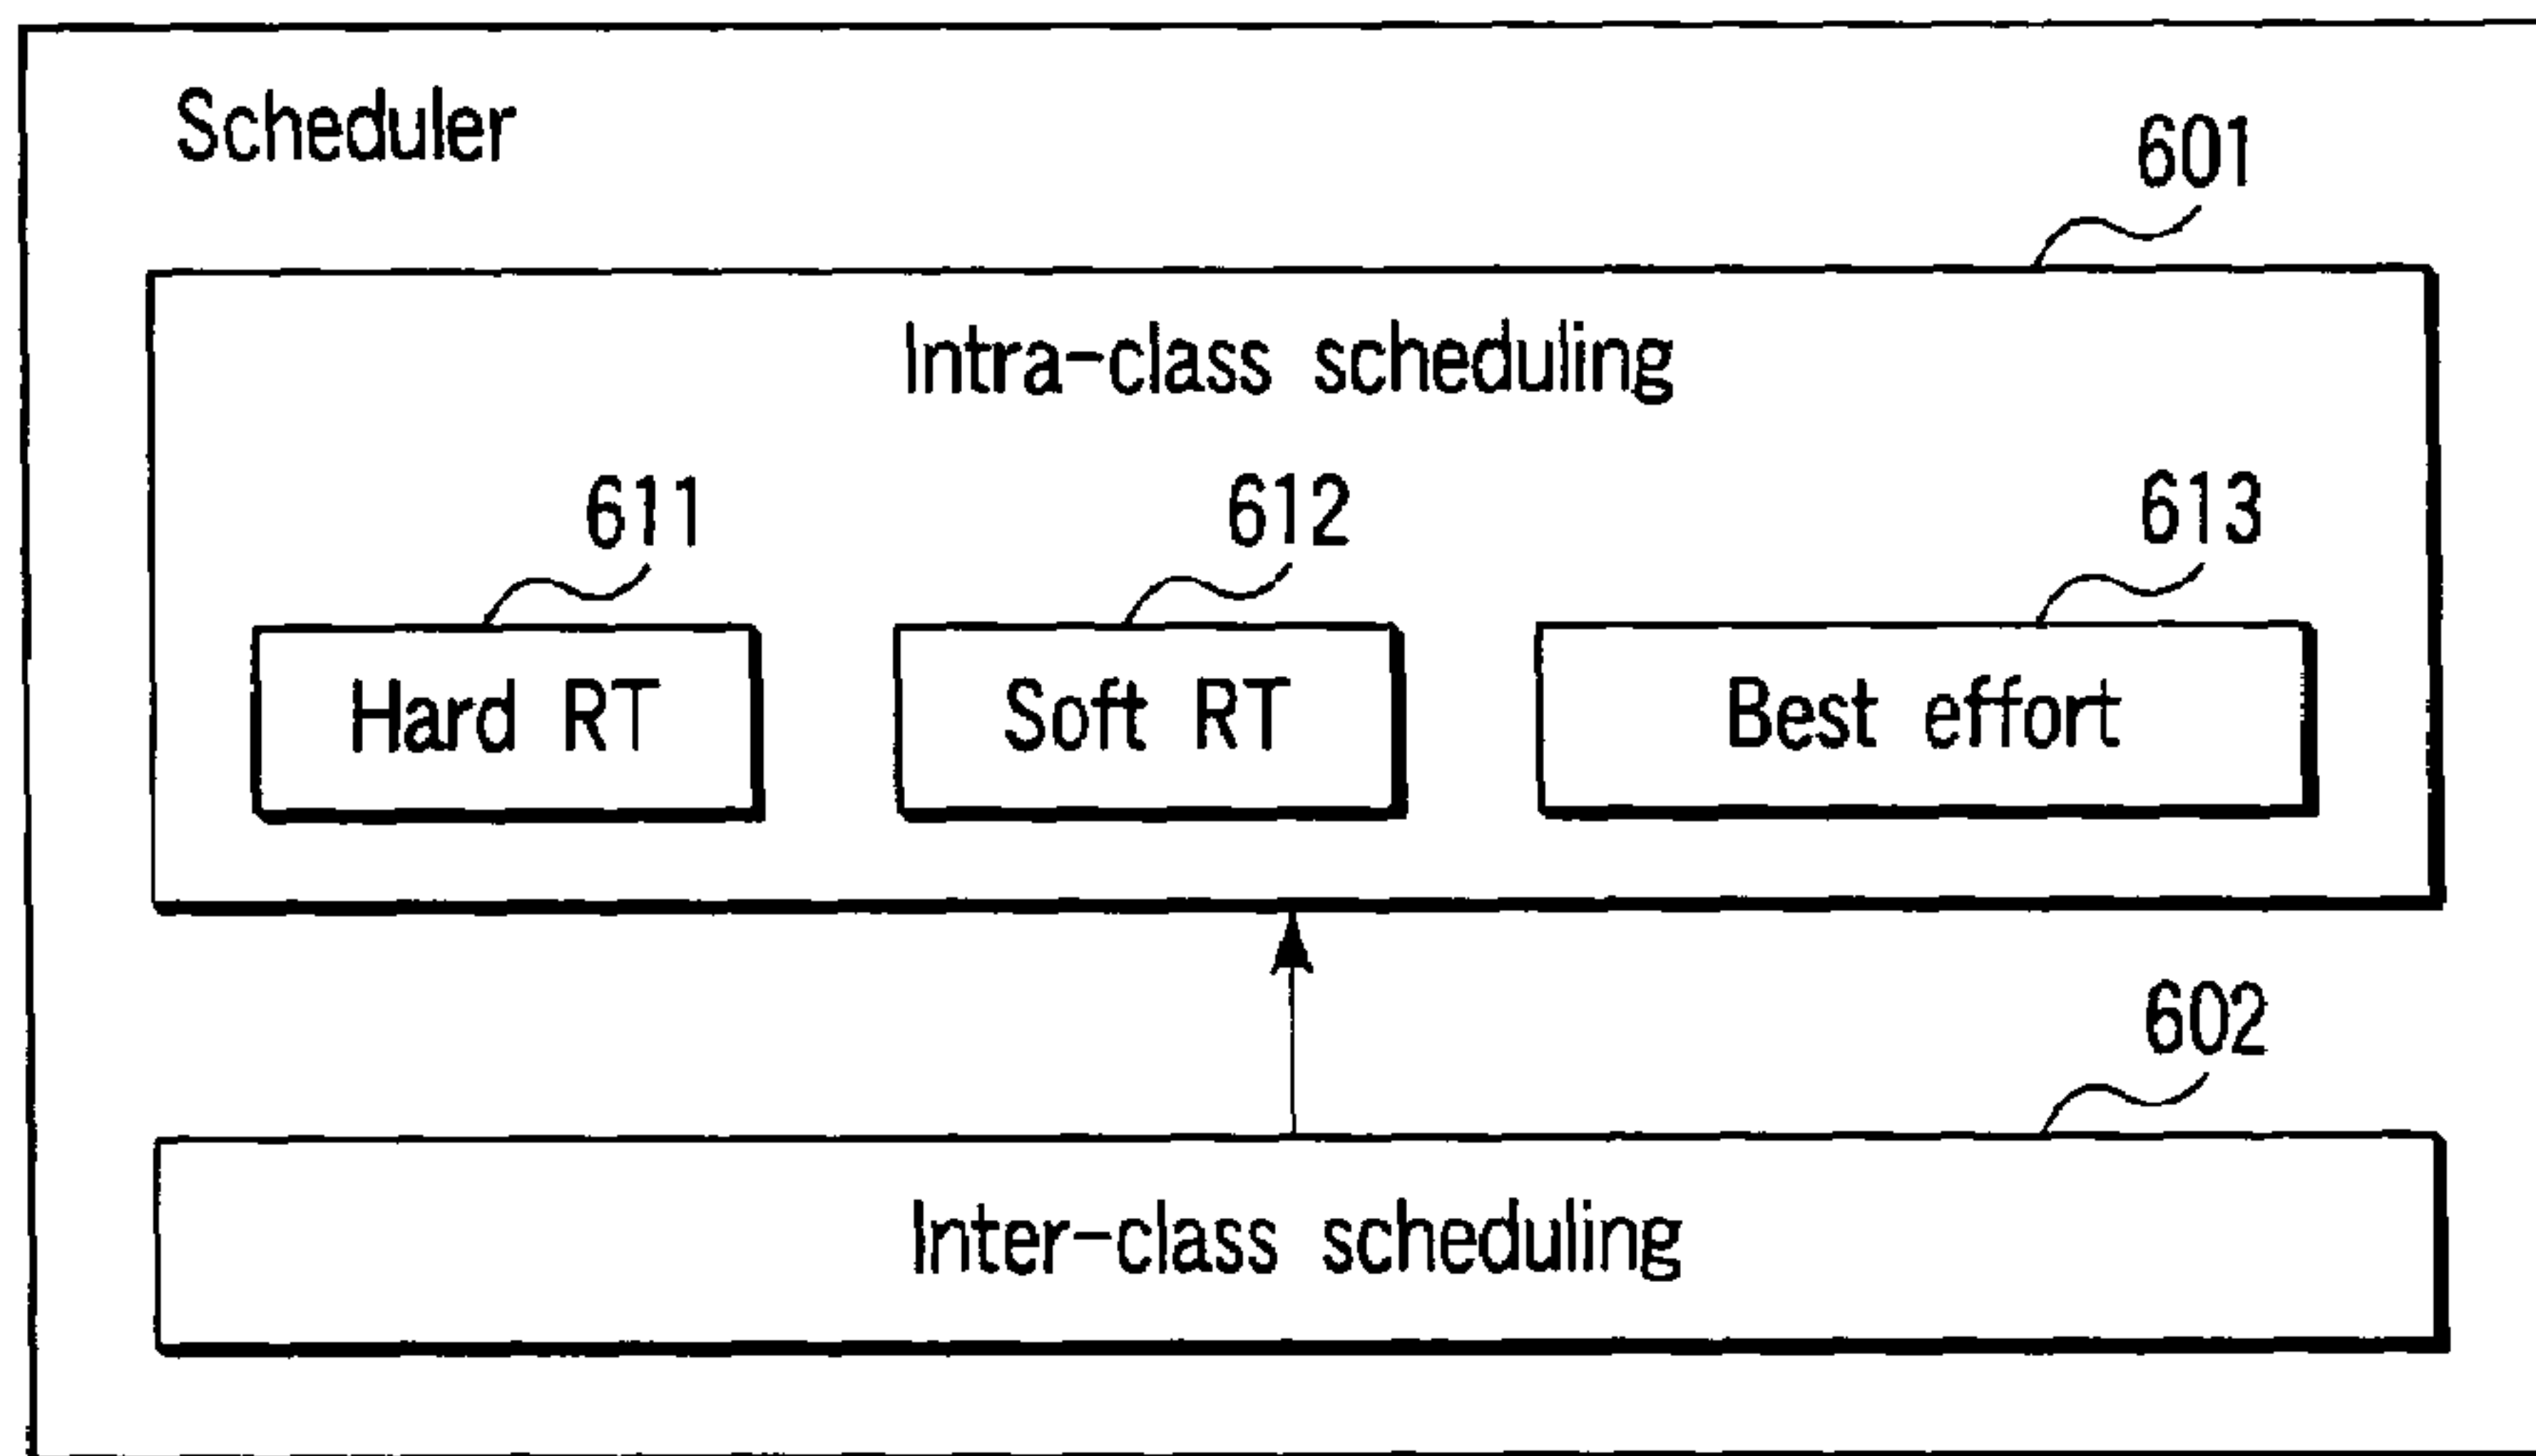 Scheduler
601
Intra-class scheduling
611 612 613
Hard RT Soft RT Best effort
602
Inter-class scheduling